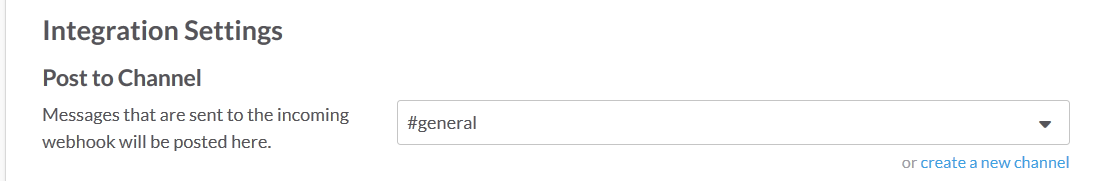 Integration Settings
Post to Channel
Messages that are sent to the incoming
webhook will be posted here.
#general
or create a new channel